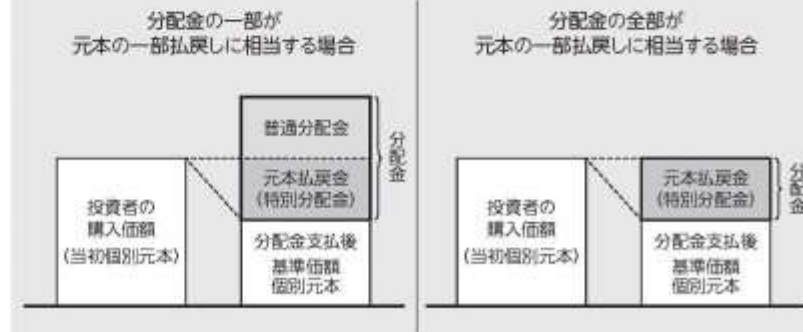 分配金の一部が
元本の一部払戻しに相当する場合
普通分配金
元本払戻金
(特別分配金)
分配金
投資者の
購入価額
(当初個別元本)
分配金支払後
基準価額
個別元本
分配金の全部が
元本の一部払戻しに相当する場合
元本払戻金
(特別分配金)
分配金
投資者の
購入価額
(当初個別元本)
分配金支払後
基準価額
個別元本